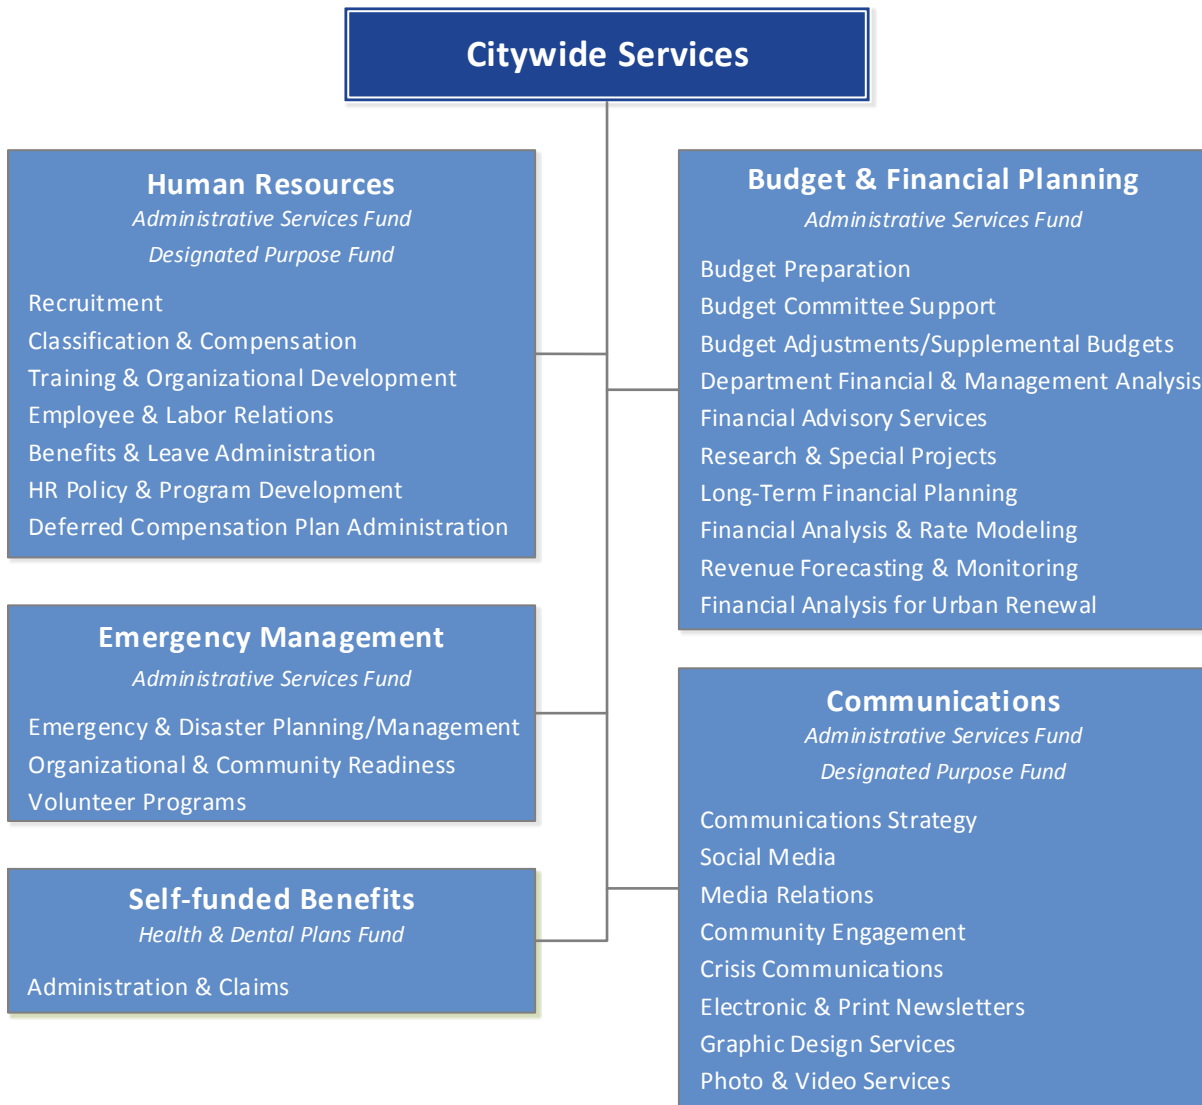 Citywide Services
Human Resources
Administrative Services Fund
Designated Purpose Fund
Recruitment
Classification & Compensation
Training & Organizational Development
Employee & Labor Relations
Benefits & Leave Administration
HR Policy & Program Development
Deferred Compensation Plan Administration
Emergency Management
Administrative Services Fund
Emergency & Disaster Planning/Management
Organizational & Community Readiness
Volunteer Programs
Self-funded Benefits
Health & Dental Plans Fund
Administration & Claims
Budget & Financial Planning
Administrative Services Fund
Budget Preparation
Budget Committee Support
Budget Adjustments/Supplemental Budgets
Department Financial & Management Analysis
Financial Advisory Services
Research & Special Projects
Long-Term Financial Planning
Financial Analysis & Rate Modeling
Revenue Forecasting & Monitoring
Financial Analysis for Urban Renewal
Communications
Administrative Services Fund
Designated Purpose Fund
Communications Strategy
Social Media
Media Relations
Community Engagement
Crisis Communications
Electronic & Print Newsletters
Graphic Design Services
Photo & Video Services